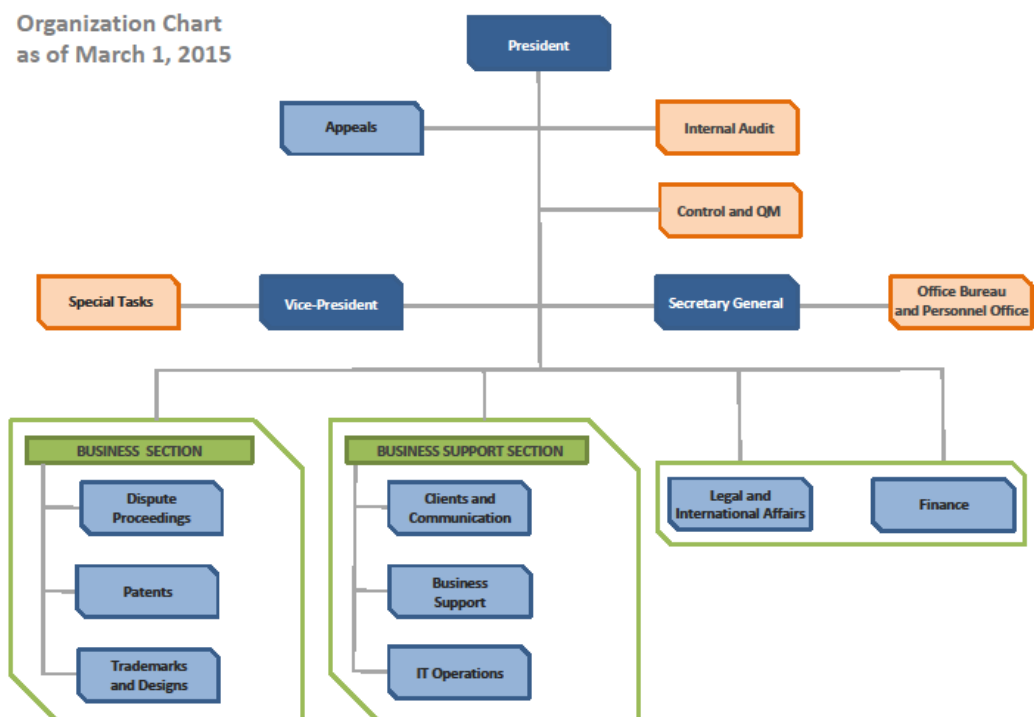 Organization Chart
as of March 1, 2015
President
Appeals
Internal Audit
Control and QM
Special Tasks
Vice-President
Secretary General
Office Bureau
and Personnel Office
BUSINESS SECTION
Dispute
Proceedings
Patents
Trademarks
and Designs
BUSINESS SUPPORT SECTION
Clients and
Communication
Business
Support
IT Operations
Legal and
International Affairs
Finance